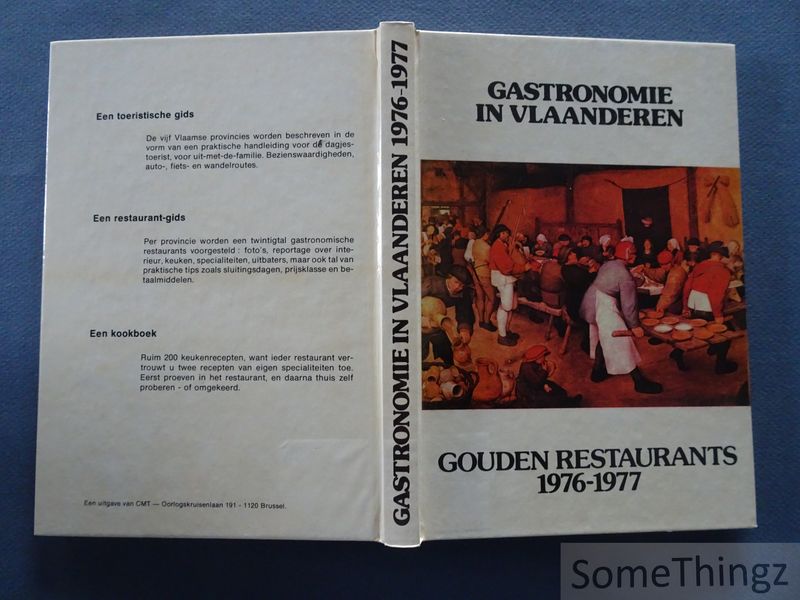 Een toeristische gids
De vijf Vlaamse provincies worden beschreven in de
vorm van een praktische handleiding voor de dagjes-
toerist, voor uit-met-de-familie. Bezienswaardigheden,
auto-, fiets- en wandelroutes.
Een restaurant-gids
Per provincie worden een twintigtal gastronomische
restaurants voorgesteld : foto's, reportage over inte-
rieur, keuken, specialiteiten, uitbaters, maar ook tal van
praktische tips zoals sluitingsdagen, prijsklasse en be-
taalmiddelen.
Een kookboek
Ruim 200 keukenrecepten, want ieder restaurant ver-
trouwt u twee recepten van eigen specialiteiten toe.
Eerst proeven in het restaurant, en daarna thuis zelf
proberen - of omgekeerd.
Een uitgave van CMT — Oorlogskruisenlaan 191 - 1120 Brussel.
GASTRONOMIE IN VLAANDEREN 1976-1977
GASTRONOMIE
IN VLAANDEREN
GOUDEN RESTAURANTS
1976-1977
SomeThingz